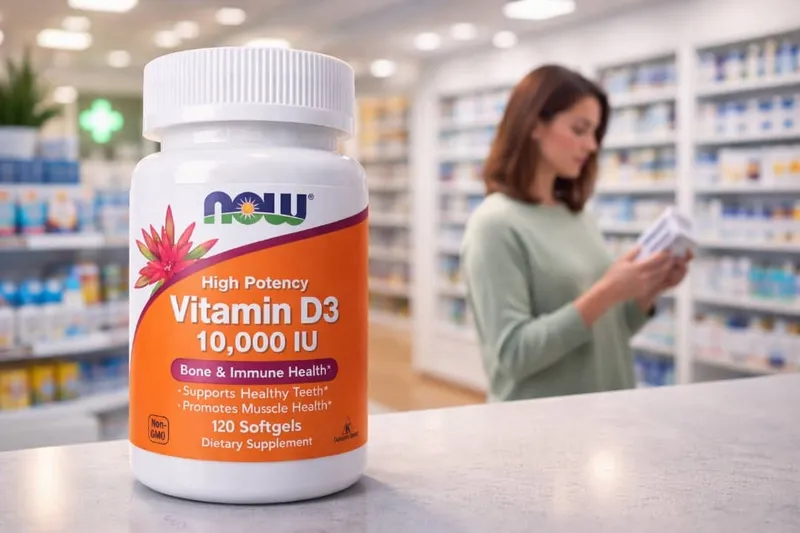 NOW®
High Potency
Vitamin D3
10,000 IU
Bone & Immune Health*
• Supports Healthy Teeth*
• Promotes Muscle Health*
120 Softgels
Dietary Supplement
Non-
GMO
K